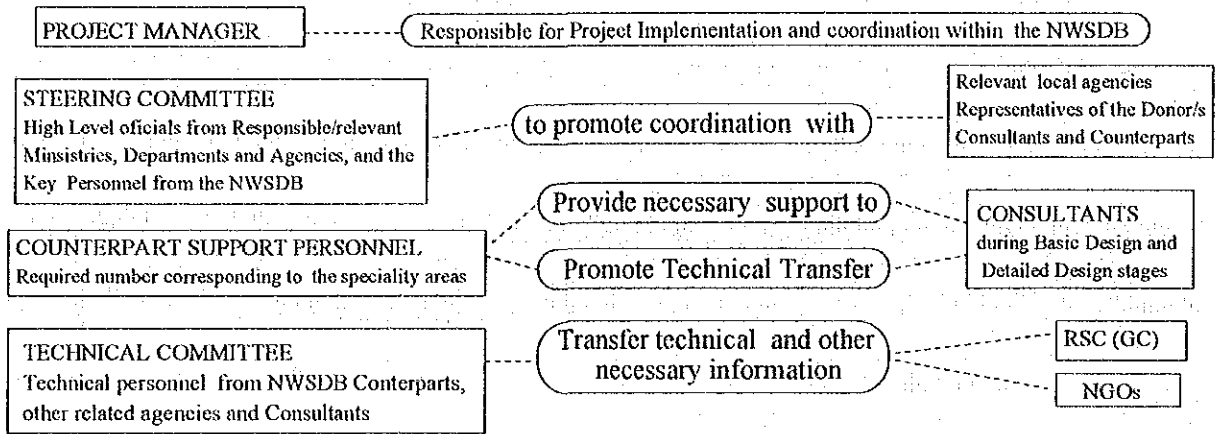 PROJECT MANAGER
Responsible for Project Implementation and coordination within the NWSDB
STEERING COMMITTEE
High Level oficials from Responsible/relevant
Minsistries, Departments and Agencies, and the
Key Personnel from the NWSDB
to promote coordination with
Relevant local agencies
Representatives of the Donor/s
Consultants and Counterparts
COUNTERPART SUPPORT PERSONNEL
Required number corresponding to the speciality areas
Provide necessary support to
Promote Technical Transfer
CONSULTANTS
during Basic Design and
Detailed Design stages
TECHNICAL COMMITTEE
Technical personnel from NWSDB Conterparts,
other related agencies and Consultants
Transfer technical and other
necessary information
RSC (GC)
NGOs